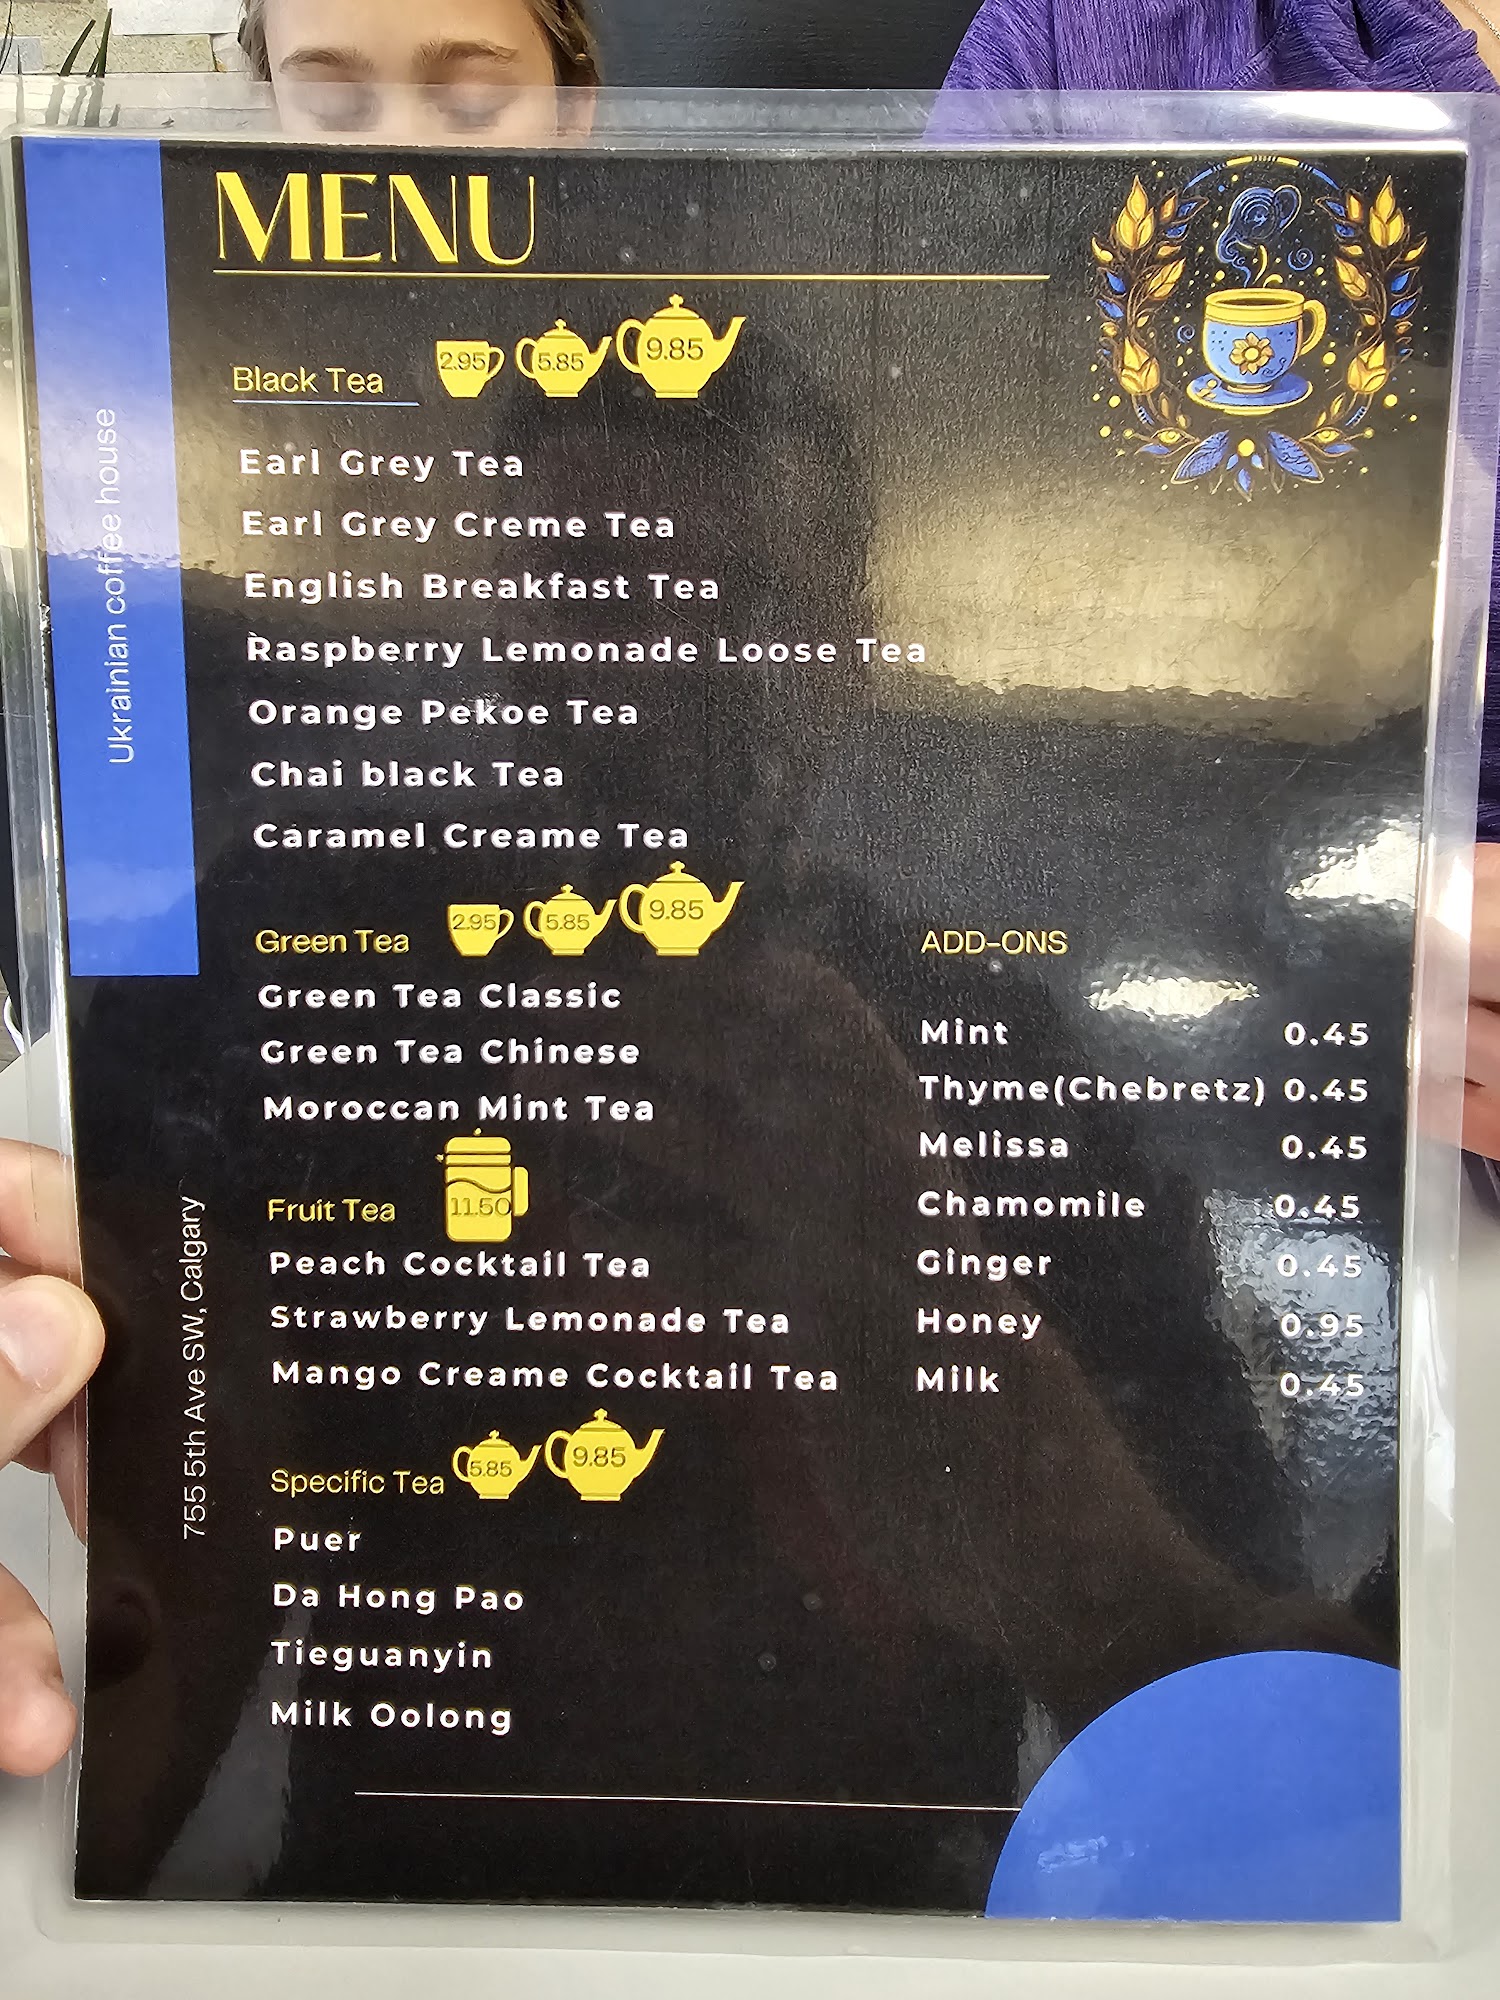 MENU
Ukrainian coffee house
755 5th Ave SW, Calgary
Black Tea 2.95 5.85 9.85
Earl Grey Tea
Earl Grey Creme Tea
English Breakfast Tea
Raspberry Lemonade Loose Tea
Orange Pekoe Tea
Chai black Tea
Caramel Creame Tea
Green Tea 2.95 5.85 9.85
Green Tea Classic
Green Tea Chinese
Moroccan Mint Tea
Fruit Tea 11.50
Peach Cocktail Tea
Strawberry Lemonade Tea
Mango Creame Cocktail Tea
Specific Tea 5.85 9.85
Puer
Da Hong Pao
Tieguanyin
Milk Oolong
ADD-ONS
Mint 0.45
Thyme(Chebretz) 0.45
Melissa 0.45
Chamomile 0.45
Ginger 0.45
Honey 0.95
Milk 0.45